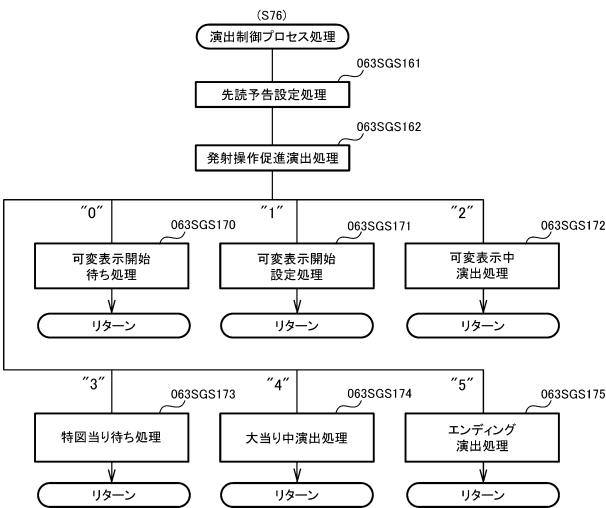 (S76)
演出制御プロセス処理
063SGS161
先読予告設定処理
063SGS162
発射操作促進演出処理
"0"
063SGS170
"1"
063SGS171
"2"
063SGS172
可変表示開始
待ち処理
可変表示開始
設定処理
可変表示中
演出処理
リターン
リターン
リターン
"3"
063SGS173
"4"
063SGS174
"5"
063SGS175
特図当り待ち処理
大当り中演出処理
エンディング
演出処理
リターン
リターン
リターン